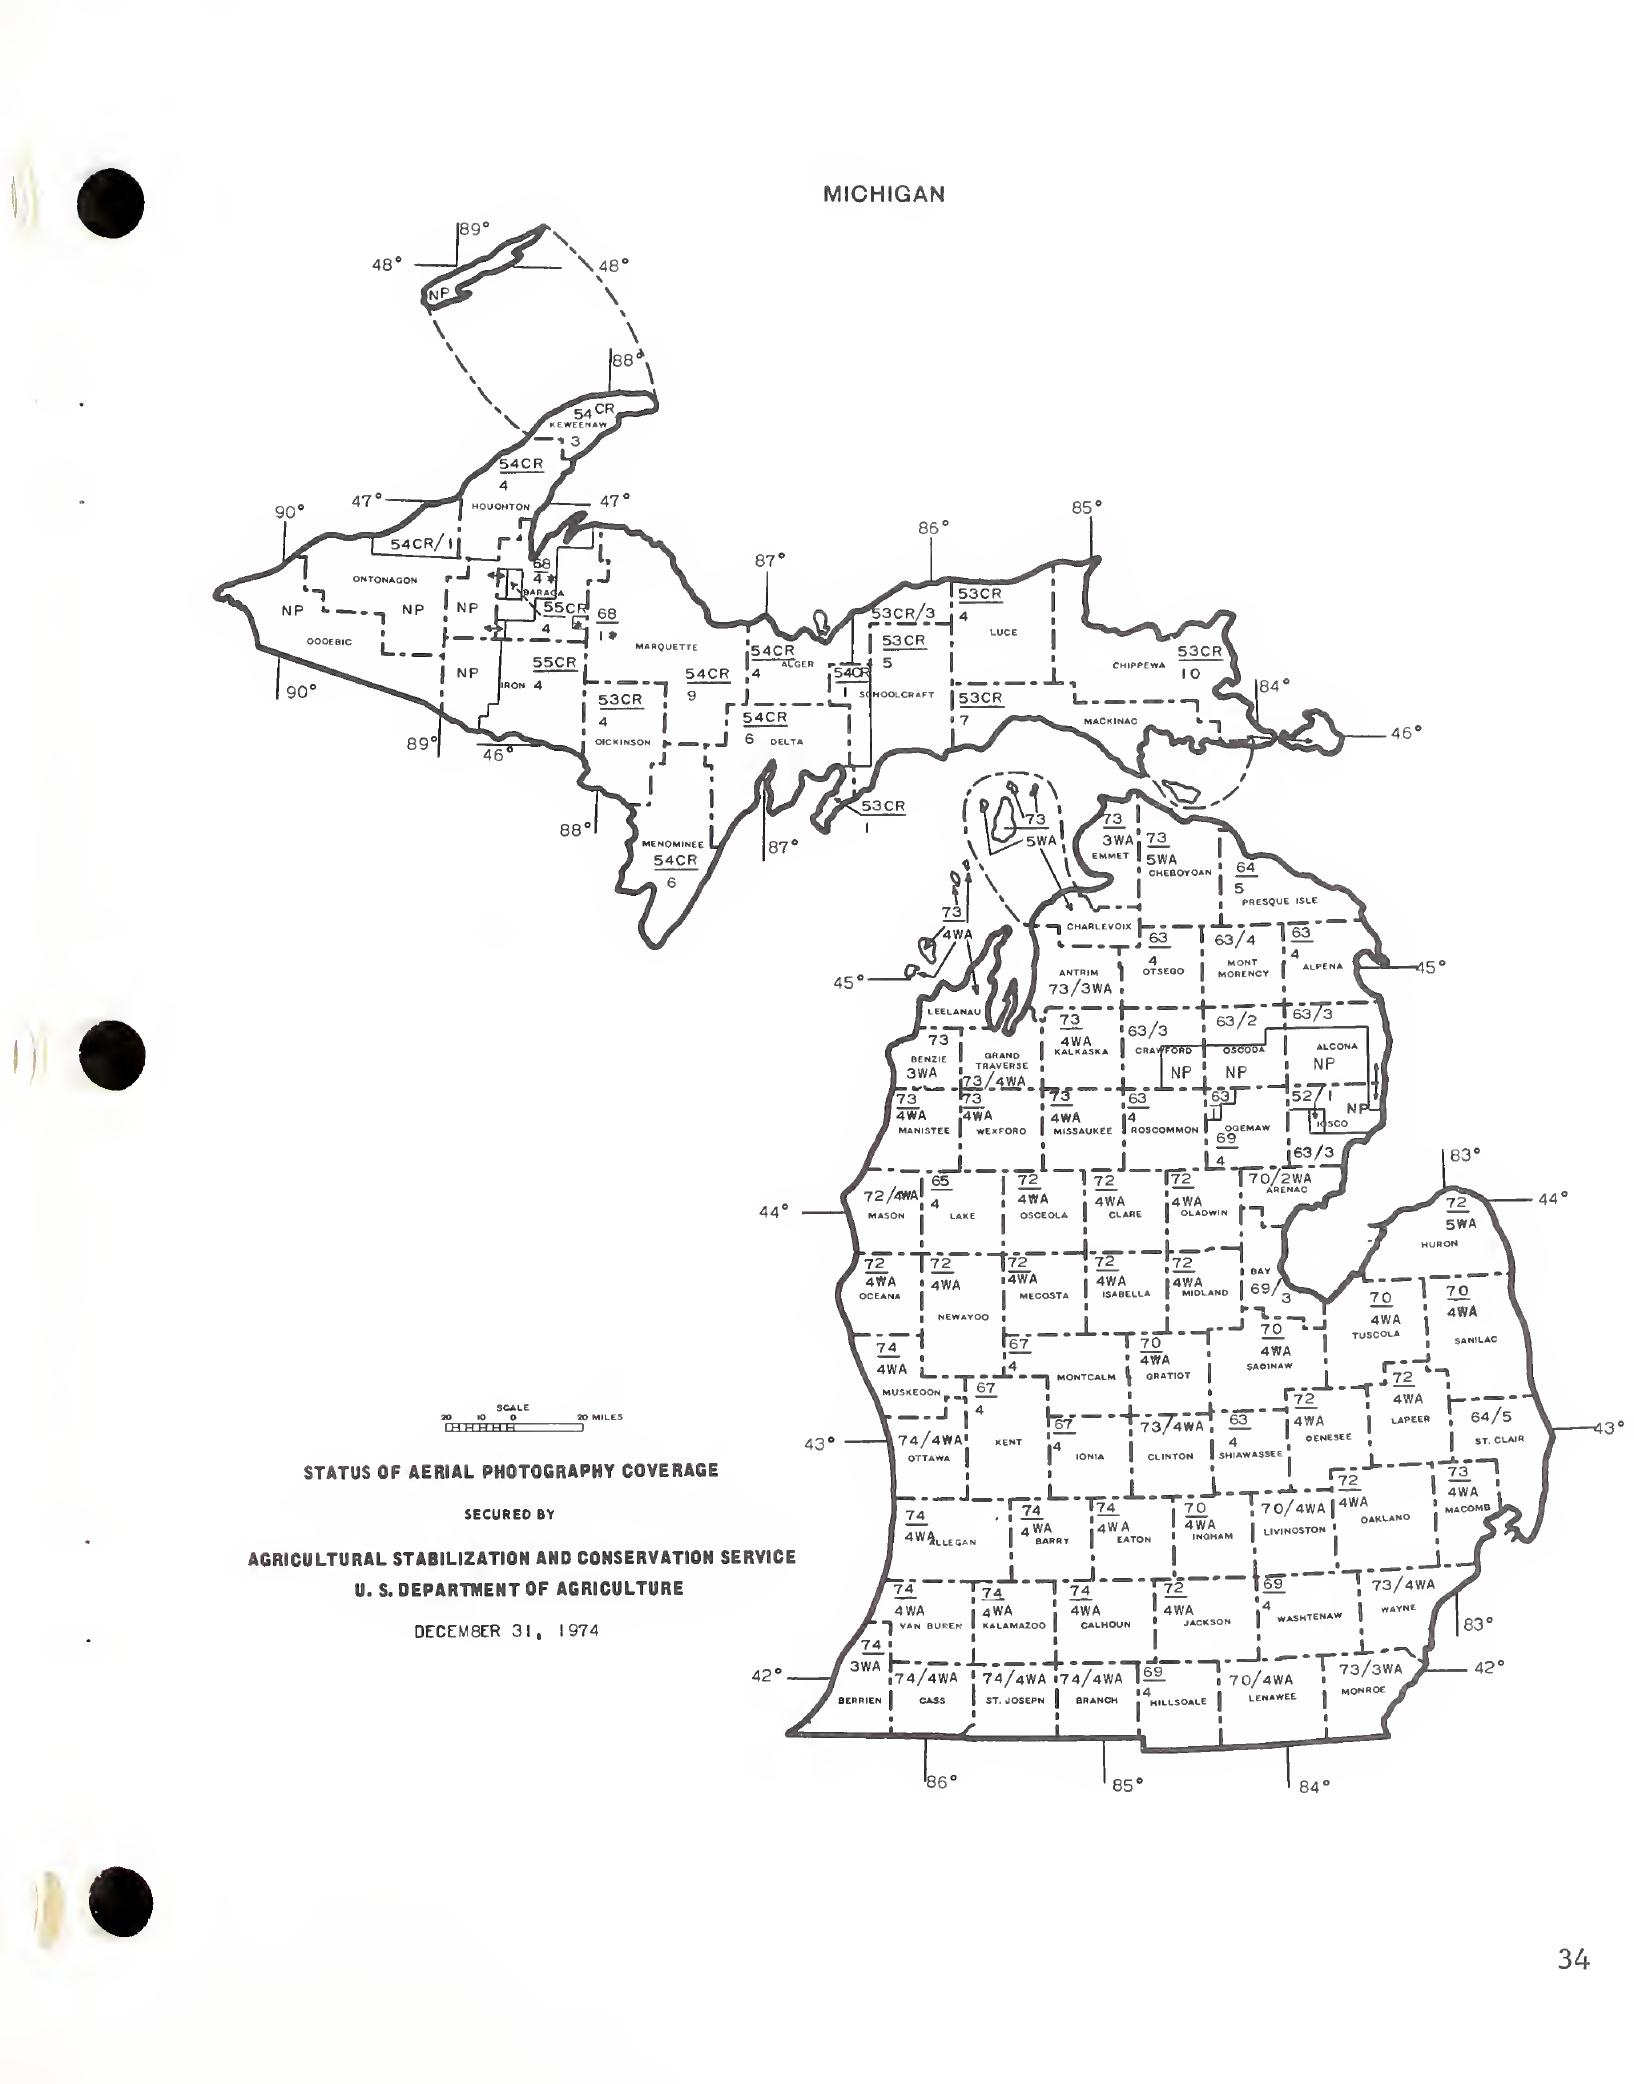 MICHIGAN
89°
48°
48°
NP
88°
54CR
KEWEENAW
3
54CR
4
47°
47°
HOUGHTON
90°
85°
86°
54CR/1
87°
68
4*
ONTONAGON
BARAGA
NP
NP
NP
55CR
4
68
1*
GOGEBIC
MARQUETTE
53CR/3
53CR
4
LUCE
53CR
5
54CR
4
ALGER
54CR
1
SCHOOLCRAFT
CHIPPEWA
53CR
10
NP
IRON
55CR
4
54CR
9
90°
53CR
4
DICKINSON
54CR
6
DELTA
53CR
7
MACKINAC
84°
46°
89°
46°
88°
87°
53CR
1
MENOMINEE
54CR
6
73
5WA
73
3WA
EMMET
73
5WA
CHEBOYGAN
64
5
PRESQUE ISLE
73
4WA
CHARLEVOIX
63
4
OTSEGO
63/4
MONT
MORENCY
63
4
ALPENA
45°
45°
ANTRIM
73/3WA
LEELANAU
73
BENZIE
3WA
GRAND
TRAVERSE
73/4WA
73
4WA
KALKASKA
63/3
CRAWFORD
NP
63/2
OSCODA
NP
63/3
ALCONA
NP
73
4WA
MANISTEE
73
4WA
WEXFORD
73
4WA
MISSAUKEE
63
4
ROSCOMMON
63
1
OGEMAW
69
4
52/1
NP
IOSCO
63/3
83°
72/4WA
MASON
65
4
LAKE
72
4WA
OSCEOLA
72
4WA
CLARE
72
4WA
GLADWIN
70/2WA
ARENAC
44°
44°
72
5WA
HURON
72
4WA
OCEANA
72
4WA
NEWAYGO
72
4WA
MECOSTA
72
4WA
ISABELLA
72
4WA
MIDLAND
BAY
69/3
70
4WA
TUSCOLA
70
4WA
SANILAC
74
4WA
MUSKEGON
67
4
MONTCALM
70
4WA
GRATIOT
70
4WA
SAGINAW
67
4
KENT
72
4WA
LAPEER
72
4WA
GENESEE
64/5
ST. CLAIR
43°
43°
74/4WA
OTTAWA
67
4
IONIA
73/4WA
CLINTON
63
4
SHIAWASSEE
SCALE
20 10 0 20 MILES
STATUS OF AERIAL PHOTOGRAPHY COVERAGE
SECURED BY
AGRICULTURAL STABILIZATION AND CONSERVATION SERVICE
U. S. DEPARTMENT OF AGRICULTURE
DECEMBER 31, 1974
74
4WA
ALLEGAN
74
4WA
BARRY
74
4WA
EATON
70
4WA
INGHAM
70/4WA
LIVINGSTON
72
4WA
OAKLAND
73
4WA
MACOMB
74
4WA
VAN BUREN
74
4WA
KALAMAZOO
74
4WA
CALHOUN
72
4WA
JACKSON
69
4
WASHTENAW
73/4WA
WAYNE
83°
42°
42°
74
3WA
BERRIEN
74/4WA
CASS
74/4WA
ST. JOSEPH
74/4WA
BRANCH
69
4
HILLSDALE
70/4WA
LENAWEE
73/3WA
MONROE
86°
85°
84°
34